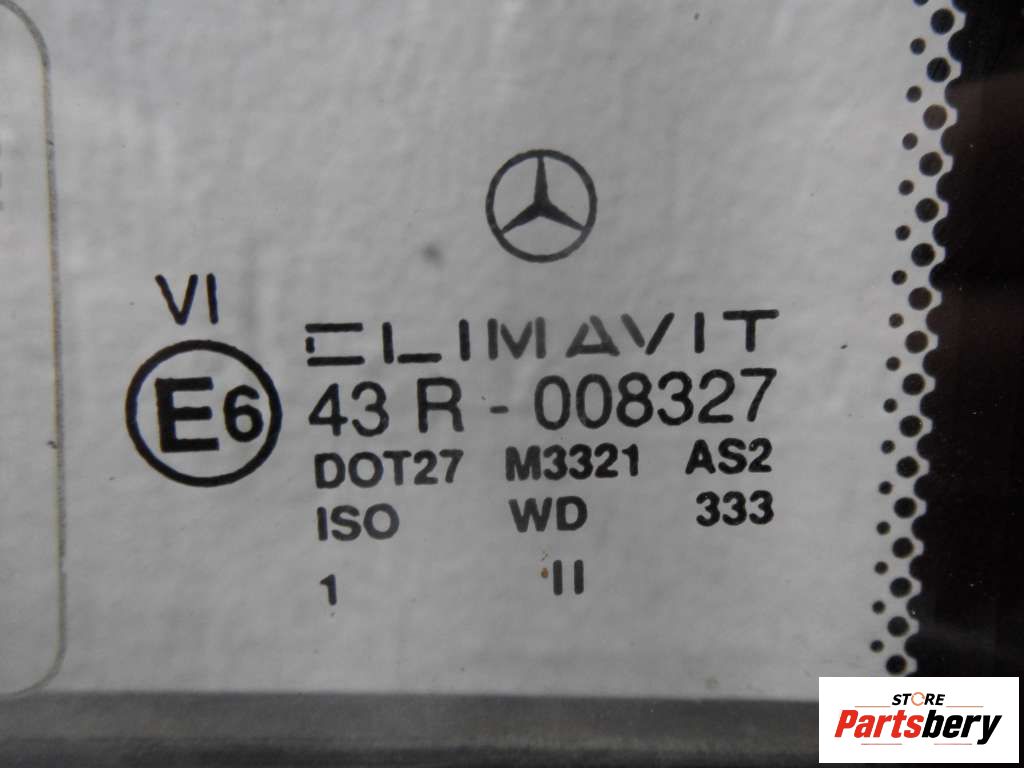 VI
CLIMAVIT
E6
43 R - 008327
DOT27 M3321 AS2
ISO WD 333
1 II
STORE
Partsbery